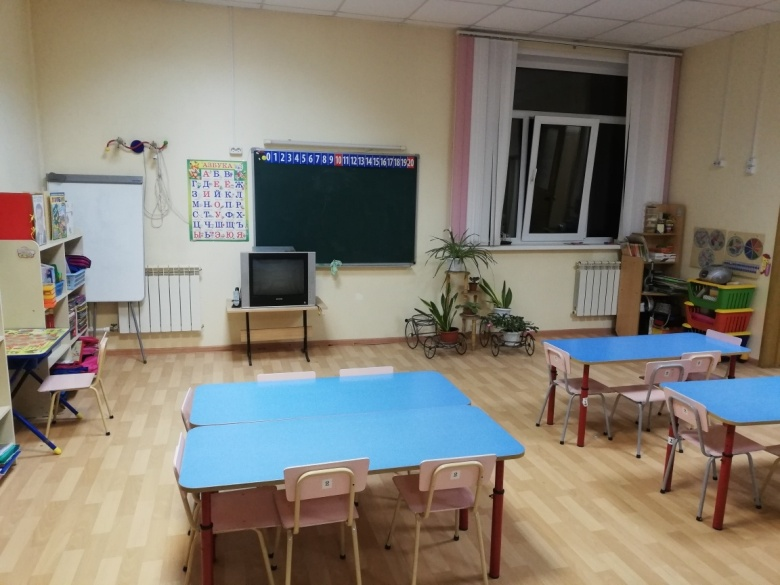 0 1 2 3 4 5 6 7 8 9 10 11 12 13 14 15 16 17 18 19 20
АЗБУКА
А Б В
Г Д Е Ё Ж
З И Й К Л
М Н О П Р
С Т У Ф Х
Ц Ч Ш Щ Ъ
Ы Ь Э Ю Я